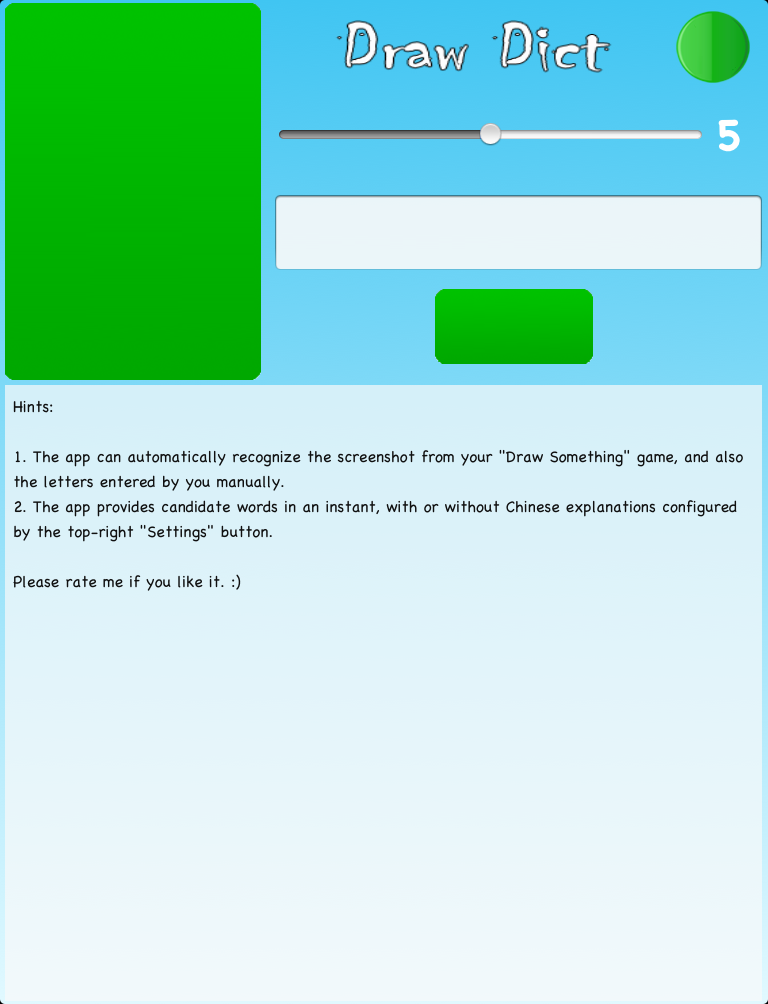 Draw Dict
5
Hints:
1. The app can automatically recognize the screenshot from your "Draw Something" game, and also
the letters entered by you manually.
2. The app provides candidate words in an instant, with or without Chinese explanations configured
by the top-right "Settings" button.
Please rate me if you like it. :)